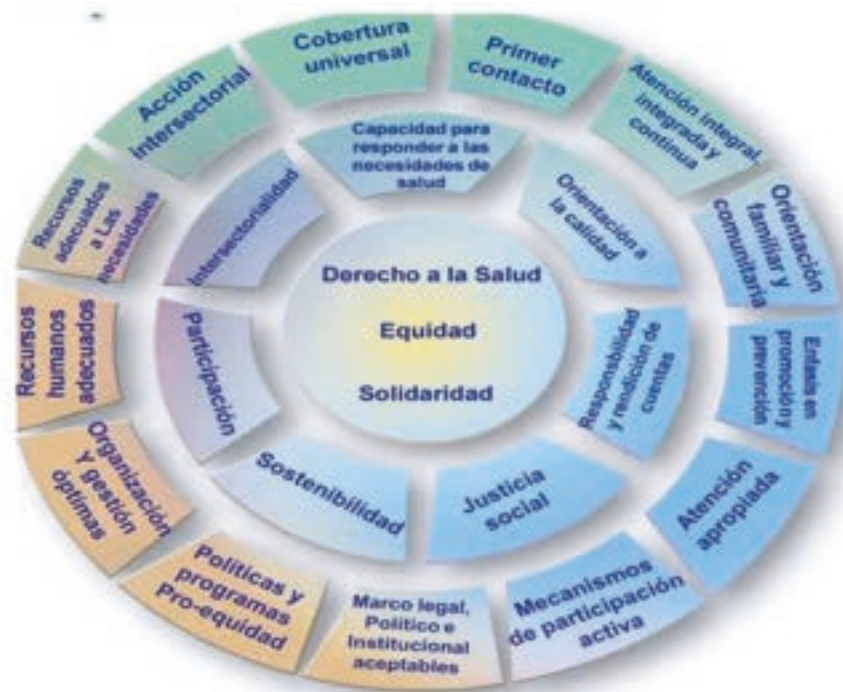 Cobertura
universal
Primer
contacto
Atención integral,
integrada y
continua
Orientación
familiar y
comunitaria
Enfasis en
promoción y
prevención
Atención
apropiada
Mecanismos
de participación
activa
Marco legal,
Político e
Institucional
aceptables
Políticas y
programas
Pro-equidad
Organización
Y gestión
óptimas
Recursos
humanos
adecuados
Recursos
adecuados
a Las
necesidades
Acción
intersectorial
Capacidad para
responder a las
necesidades de
salud
Orientación a
la calidad
Responsbilidad
y rendición de
cuentas
Justicia
social
Sostenibilidad
Participación
Intersectorialidad
Derecho a la Salud
Equidad
Solidaridad